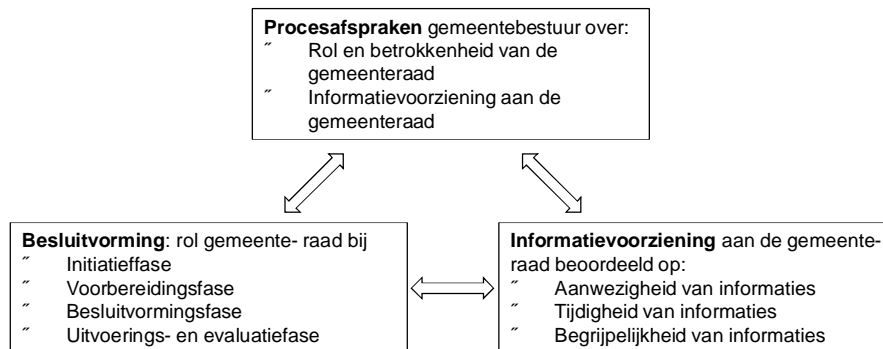 Procesafspraken gemeentebestuur over:
˝ Rol en betrokkenheid van de
gemeenteraad
˝ Informatievoorziening aan de
gemeenteraad
Besluitvorming: rol gemeente- raad bij
˝ Initiatieffase
˝ Voorbereidingsfase
˝ Besluitvormingsfase
˝ Uitvoerings- en evaluatiefase
Informatievoorziening aan de gemeente-
raad beoordeeld op:
˝ Aanwezigheid van informaties
˝ Tijdigheid van informaties
˝ Begrijpelijkheid van informaties